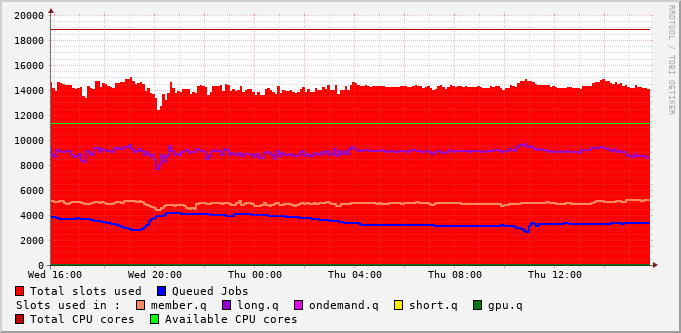 20000
18000
16000
14000
12000
10000
8000
6000
4000
2000
0
Wed 16:00 Wed 20:00 Thu 00:00 Thu 04:00 Thu 08:00 Thu 12:00
Total slots used Queued Jobs
Slots used in : member.q long.q ondemand.q short.q gpu.q
Total CPU cores Available CPU cores
RRDTOOL / TOBI OETIKER